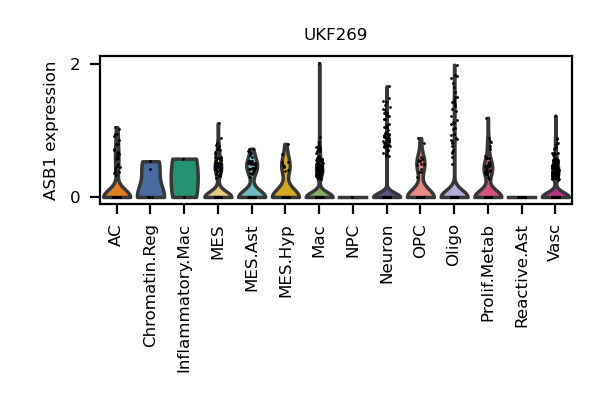 UKF269
ASB1 expression
2
0
AC
Chromatin.Reg
Inflammatory.Mac
MES
MES.Ast
MES.Hyp
Mac
NPC
Neuron
OPC
Oligo
Prolif.Metab
Reactive.Ast
Vasc